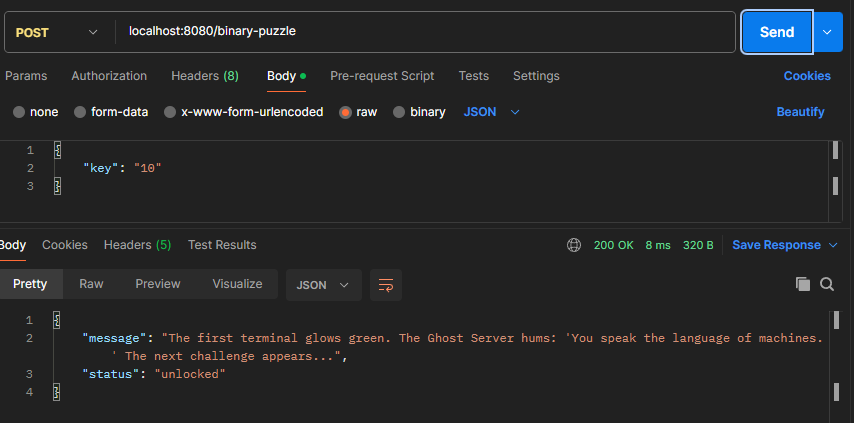 POST localhost:8080/binary-puzzle Send
Params Authorization Headers (8) Body Pre-request Script Tests Settings Cookies
none form-data x-www-form-urlencoded raw binary JSON Beautify
1 {
2 "key": "10"
3 }
Body Cookies Headers (5) Test Results 200 OK 8 ms 320 B Save Response
Pretty Raw Preview Visualize JSON
1 {
2 "message": "The first terminal glows green. The Ghost Server hums: 'You speak the language of machines.
' The next challenge appears...",
3 "status": "unlocked"
4 }